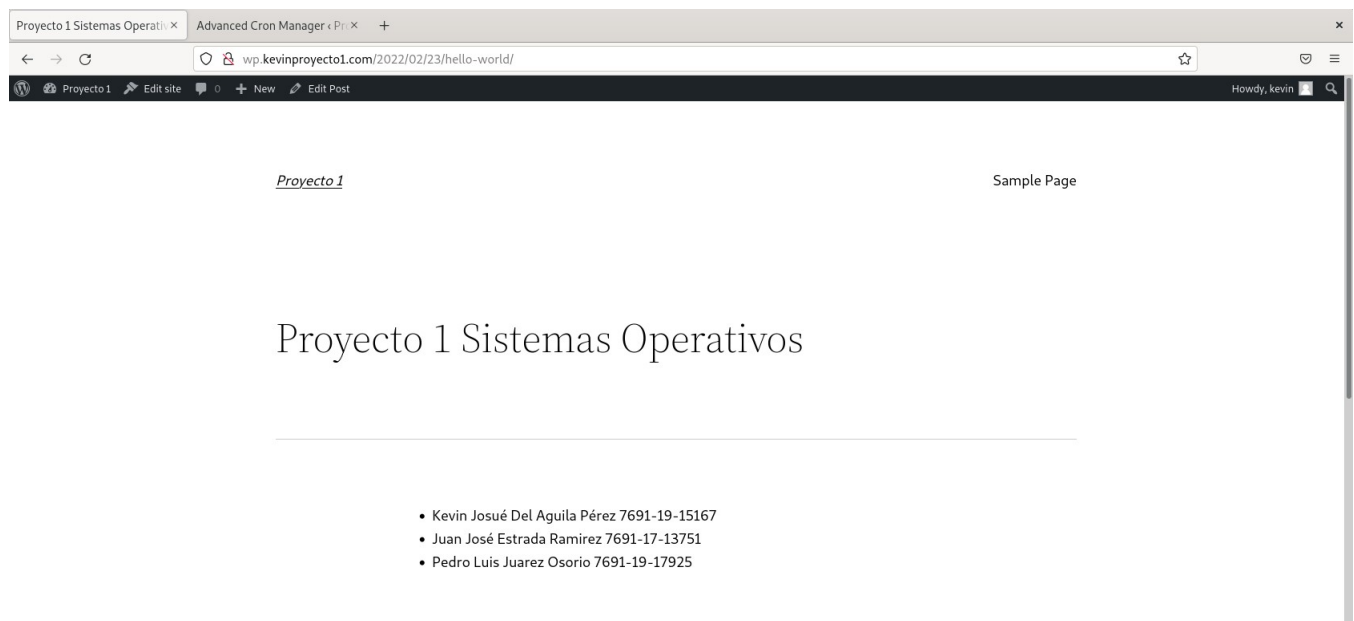 Proyecto 1 Sistemas Operativ
Advanced Cron Manager ‹ Pro
wp.kevinproyecto1.com/2022/02/23/hello-world/
Proyecto 1 Edit site 0 New Edit Post Howdy, kevin
Proyecto 1 Sample Page
Proyecto 1 Sistemas Operativos
• Kevin Josué Del Aguila Pérez 7691-19-15167
• Juan José Estrada Ramirez 7691-17-13751
• Pedro Luis Juarez Osorio 7691-19-17925